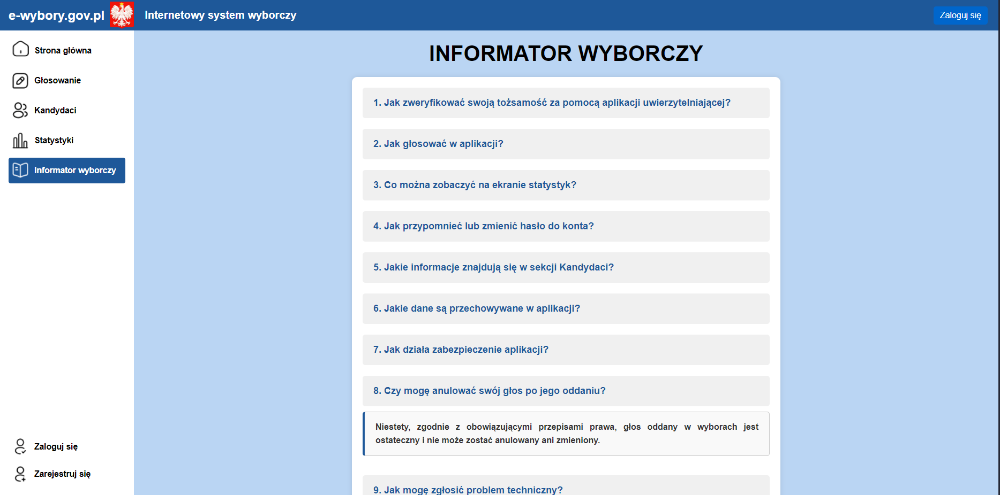 e-wybory.gov.pl
Internetowy system wyborczy
Zaloguj się
Strona główna
Głosowanie
Kandydaci
Statystyki
Informator wyborczy
Zaloguj się
Zarejestruj się
INFORMATOR WYBORCZY
1. Jak zweryfikować swoją tożsamość za pomocą aplikacji uwierzytelniającej?
2. Jak głosować w aplikacji?
3. Co można zobaczyć na ekranie statystyk?
4. Jak przypomnieć lub zmienić hasło do konta?
5. Jakie informacje znajdują się w sekcji Kandydaci?
6. Jakie dane są przechowywane w aplikacji?
7. Jak działa zabezpieczenie aplikacji?
8. Czy mogę anulować swój głos po jego oddaniu?
Niestety, zgodnie z obowiązującymi przepisami prawa, głos oddany w wyborach jest
ostateczny i nie może zostać anulowany ani zmieniony.
9. Jak mogę zgłosić problem techniczny?